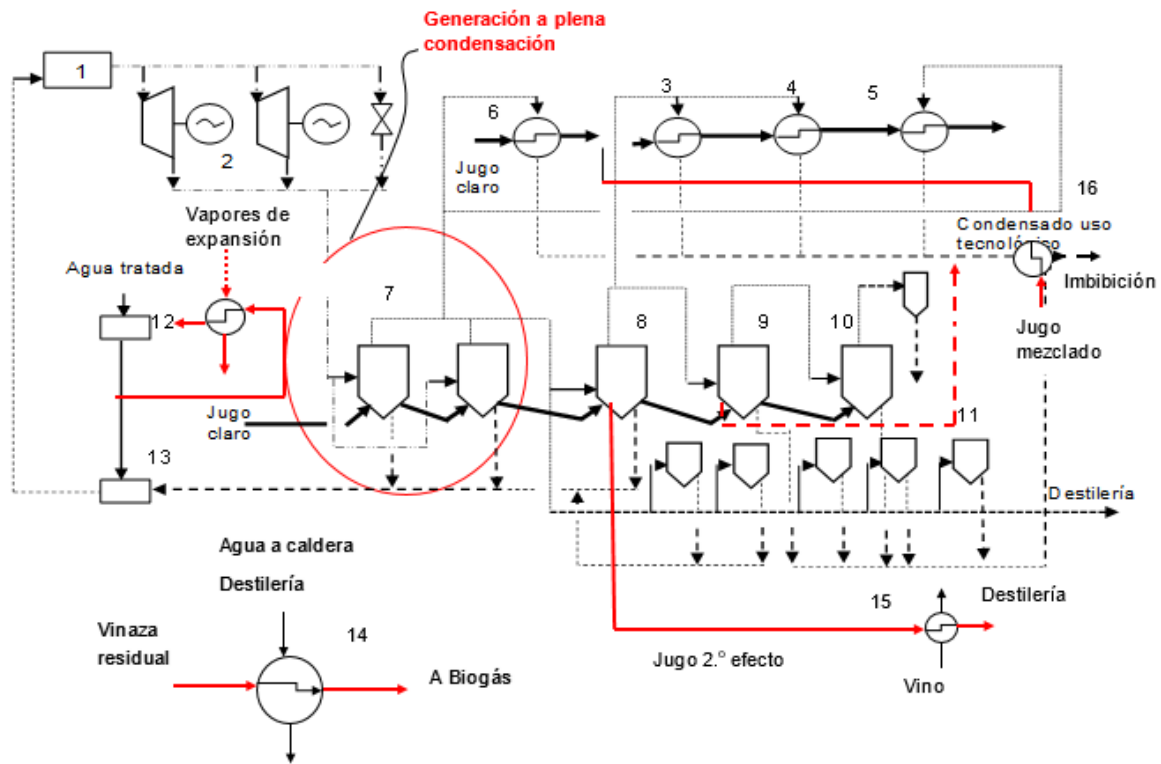 Generación a plena
condensación
1
2
6
3
4
5
Jugo
claro
16
Vapores de
expansión
Condensado uso
tecnológico
Agua tratada
Imbibición
7
8
9
10
12
Jugo
mezclado
Jugo
claro
11
13
Destilería
Agua a caldera
Destilería
14
15
Destilería
Vinaza
residual
A Biogás
Jugo 2.º efecto
Vino